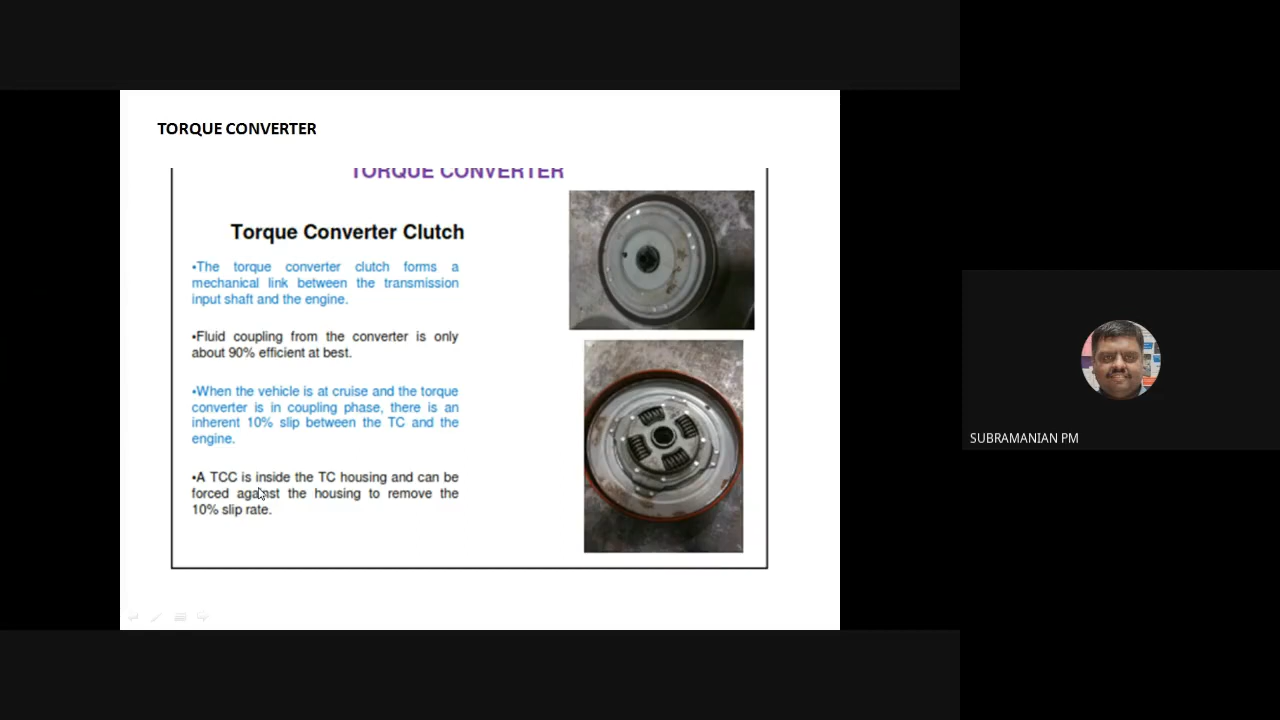 TORQUE CONVERTER
TORQUE CONVERTER
Torque Converter Clutch
•The torque converter clutch forms a
mechanical link between the transmission
input shaft and the engine.
•Fluid coupling from the converter is only
about 90% efficient at best.
•When the vehicle is at cruise and the torque
converter is in coupling phase, there is an
inherent 10% slip between the TC and the
engine.
•A TCC is inside the TC housing and can be
forced against the housing to remove the
10% slip rate.
SUBRAMANIAN PM